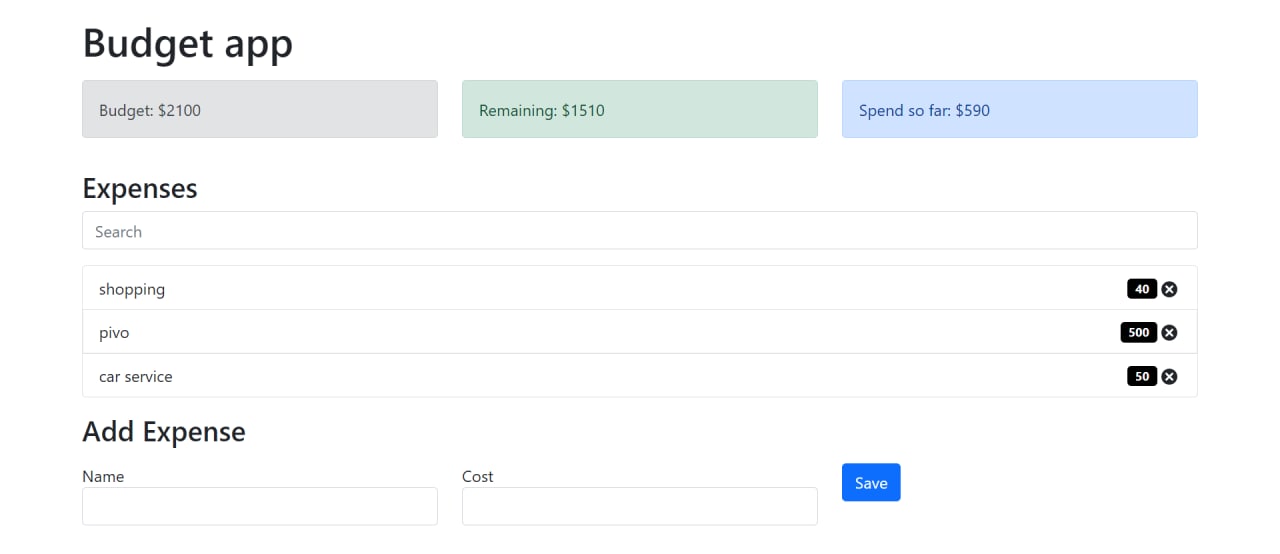 Budget app
Budget: $2100
Remaining: $1510
Spend so far: $590
Expenses
Search
shopping 40
pivo 500
car service 50
Add Expense
Name
Cost
Save